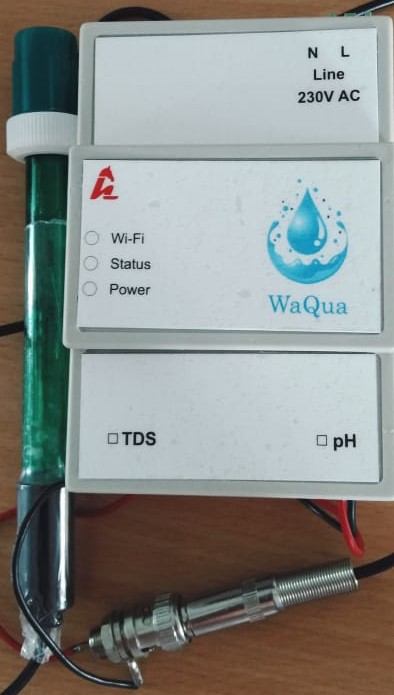 N L
Line
230V AC
Wi-Fi
Status
Power
WaQua
TDS
pH